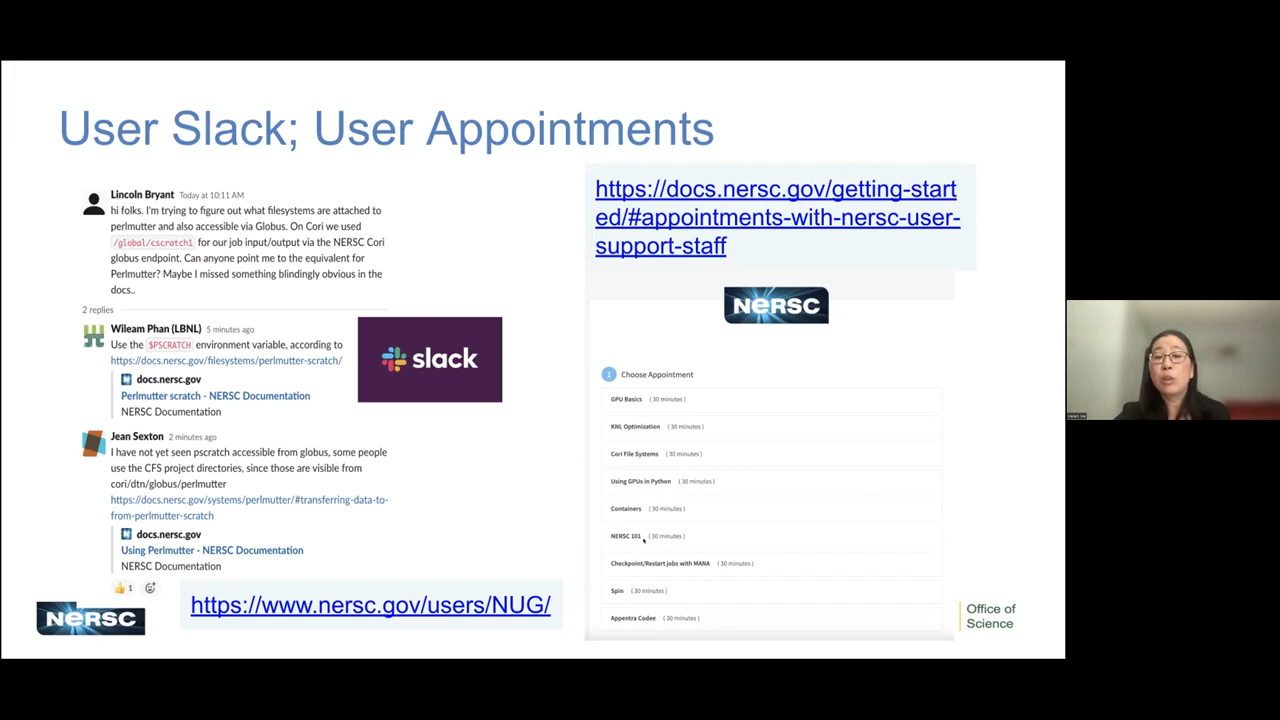 User Slack; User Appointments
Lincoln Bryant Today at 10:11 AM
hi folks. I'm trying to figure out what filesystems are attached to
perlmutter and also accessible via Globus. On Cori we used
/global/cscratch1 for our job input/output via the NERSC Cori
globus endpoint. Can anyone point me to the equivalent for
Perlmutter? Maybe I missed something blindingly obvious in the
docs..
2 replies
Wileam Phan (LBNL) 5 minutes ago
Use the $PSCRATCH environment variable, according to
https://docs.nersc.gov/filesystems/perlmutter-scratch/
docs.nersc.gov
Perlmutter scratch - NERSC Documentation
NERSC Documentation
slack
Jean Sexton 2 minutes ago
I have not yet seen pscratch accessible from globus, some people
use the CFS project directories, since those are visible from
cori/dtn/globus/perlmutter
https://docs.nersc.gov/systems/perlmutter/#transferring-data-to-
from-perlmutter-scratch
docs.nersc.gov
Using Perlmutter - NERSC Documentation
NERSC Documentation
1
https://www.nersc.gov/users/NUG/
NERSC
https://docs.nersc.gov/getting-start
ed/#appointments-with-nersc-user-
support-staff
NERSC
1 Choose Appointment
GPU Basics (30 minutes)
KNL Optimization (30 minutes)
Cori File Systems (30 minutes)
Using GPUs in Python (30 minutes)
Containers (30 minutes)
NERSC 101 (30 minutes)
Checkpoint/Restart jobs with MANA (30 minutes)
Spin (30 minutes)
Appentra Codee (30 minutes)
Office of
Science